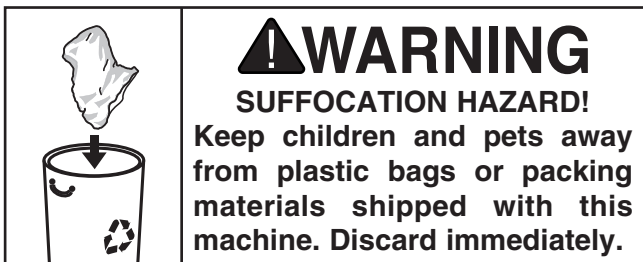 WARNING
SUFFOCATION HAZARD!
Keep children and pets away
from plastic bags or packing
materials shipped with this
machine. Discard immediately.